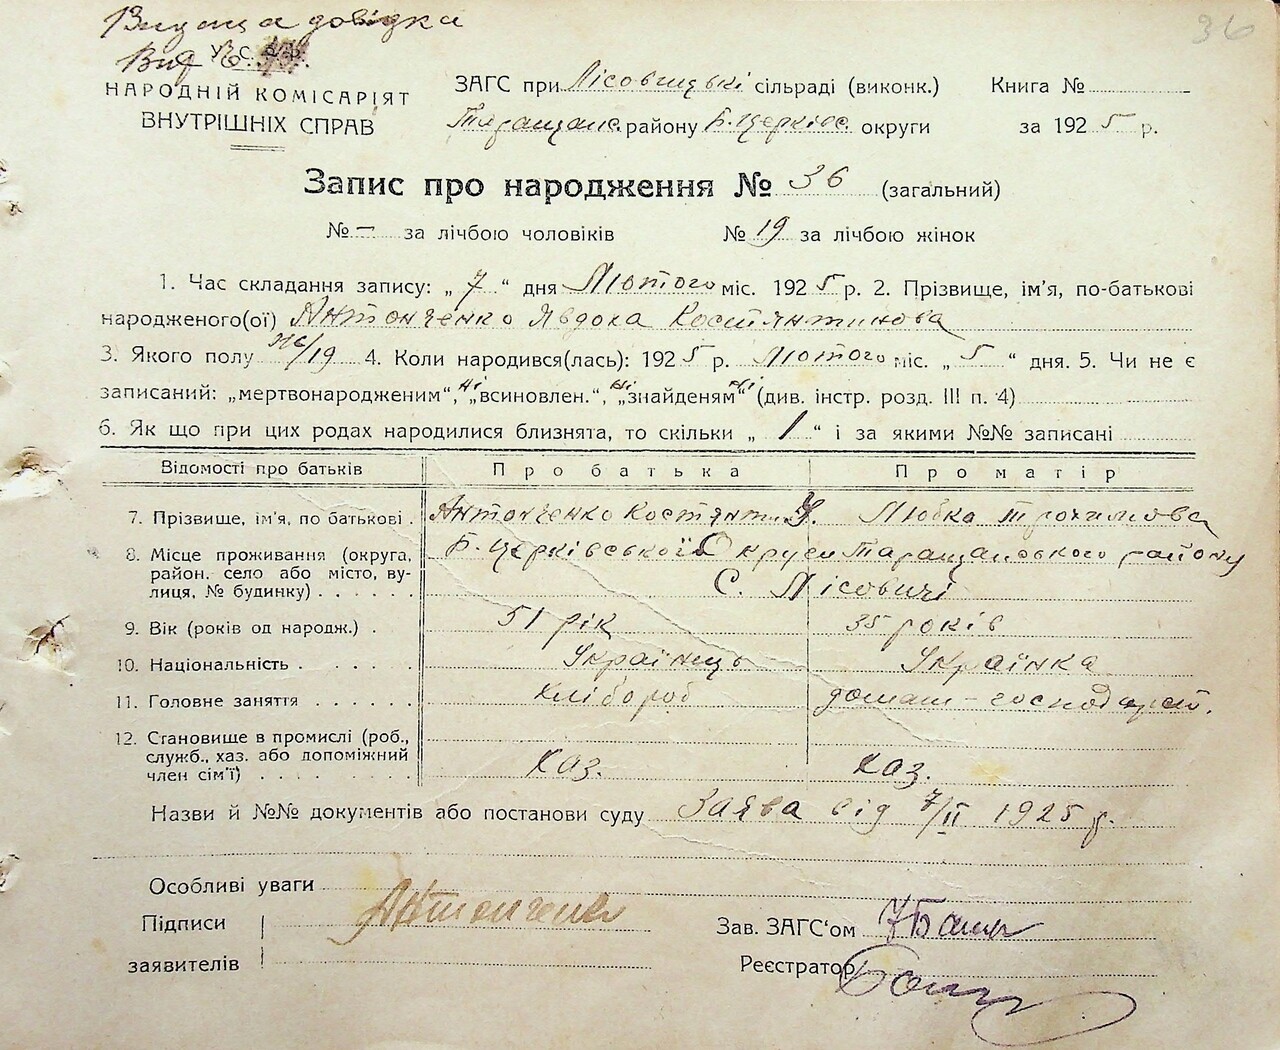 Видана довідка
36
У.С.
НАРОДНІЙ КОМІСАРІЯТ
ВНУТРІШНІХ СПРАВ
ЗАГС при Лісовицькі сільраді (виконк.) Книга №
Таращанс. району Б.Церківс. округи за 1925 р.
Запис про народження № 36 (загальний)
№ — за лічбою чоловіків № 19 за лічбою жінок
1. Час складання запису: „ 7 “ дня Лютого міс. 1925 р. 2. Прізвище, ім'я, по-батькові
народженого(ої) Антонченко Явдока Костянтинова
3. Якого полу Ж/19 4. Коли народився(лась): 1925 р. Лютого міс. „ 5 “ дня. 5. Чи не є
записаний: „мертвонародженим“, ні „всиновлен.“, ні „знайденям“ ні (див. інстр. розд. III п. 4)
6. Як що при цих родах народилися близнята, то скільки „ 1 “ і за якими №№ записані
Відомості про батьків Про батька Про матір
7. Прізвище, ім'я, по батькові . Антонченко Костянтин Любка Трохимова
8. Місце проживання (округа, Б. Церківської Округи Таращанського району
район, село або місто, ву- С. Лісовичі
лиця, № будинку) . . . . . .
9. Вік (років од народж.) . 51 рік 35 років
10. Національність . . . . . . Українець Українка
11. Головне заняття . . . . . . хлібороб домаш-господарст.
12. Становище в промислі (роб.,
служб., хаз. або допоміжний
член сім'ї) . . . . . . . . . хаз. хаз.
Назви й №№ документів або постанови суду Заява від 7/II 1925 р.
Особливі уваги
Підписи Антонченко
заявителів
Зав. ЗАГС'ом
Реєстратор